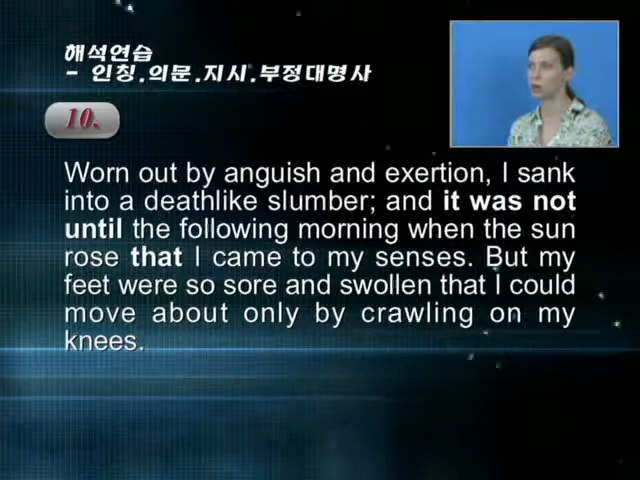 해석연습
- 인칭.의문.지시.부정대명사
10.
Worn out by anguish and exertion, I sank
into a deathlike slumber; and it was not
until the following morning when the sun
rose that I came to my senses. But my
feet were so sore and swollen that I could
move about only by crawling on my
knees.